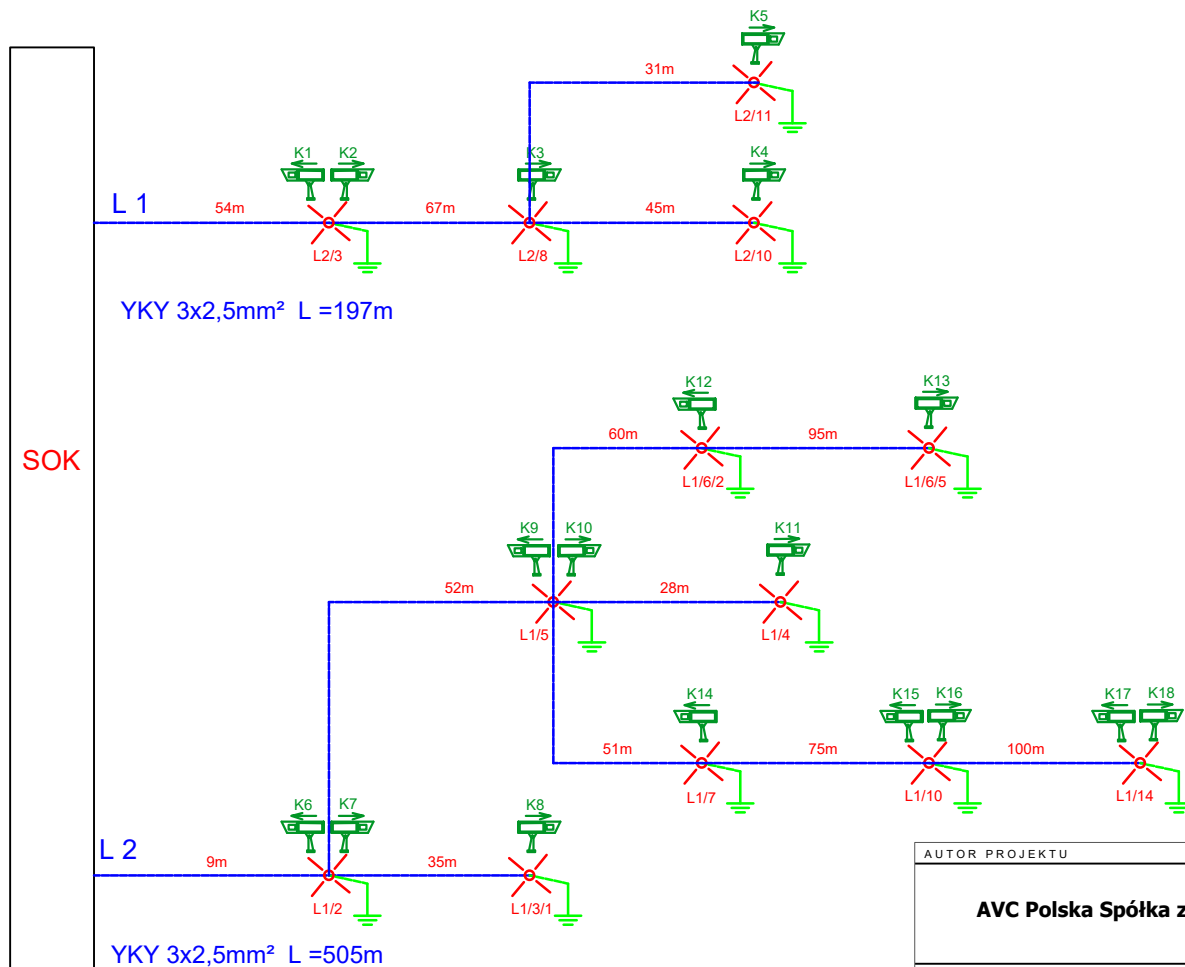 K5
31m
L2/11
K1 K2 K3 K4
L 1
54m 67m 45m
L2/3 L2/8 L2/10
YKY 3x2,5mm² L =197m
K12 K13
60m 95m
SOK
L1/6/2 L1/6/5
K9 K10 K11
52m 28m
L1/5 L1/4
K14 K15 K16 K17 K18
51m 75m 100m
L1/7 L1/10 L1/14
K6 K7 K8
L 2
9m 35m
L1/2 L1/3/1
AUTOR PROJEKTU
AVC Polska Spółka z
YKY 3x2,5mm² L =505m